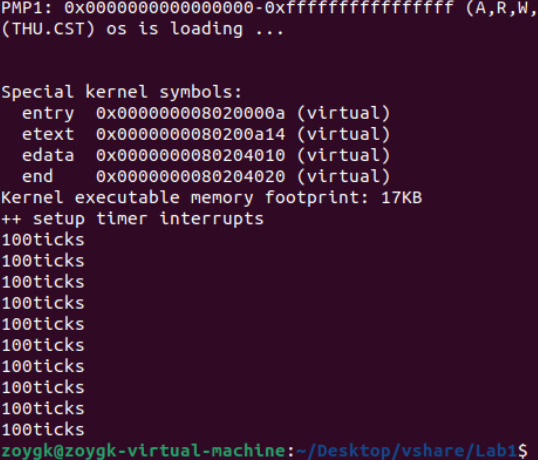 PMP1: 0x0000000000000000-0xffffffffffffffff (A,R,W,
(THU.CST) os is loading ...
Special kernel symbols:
entry 0x000000008020000a (virtual)
etext 0x0000000080200a14 (virtual)
edata 0x0000000080204010 (virtual)
end 0x0000000080204020 (virtual)
Kernel executable memory footprint: 17KB
++ setup timer interrupts
100ticks
100ticks
100ticks
100ticks
100ticks
100ticks
100ticks
100ticks
100ticks
100ticks
zoygk@zoygk-virtual-machine:~/Desktop/vshare/Lab1$